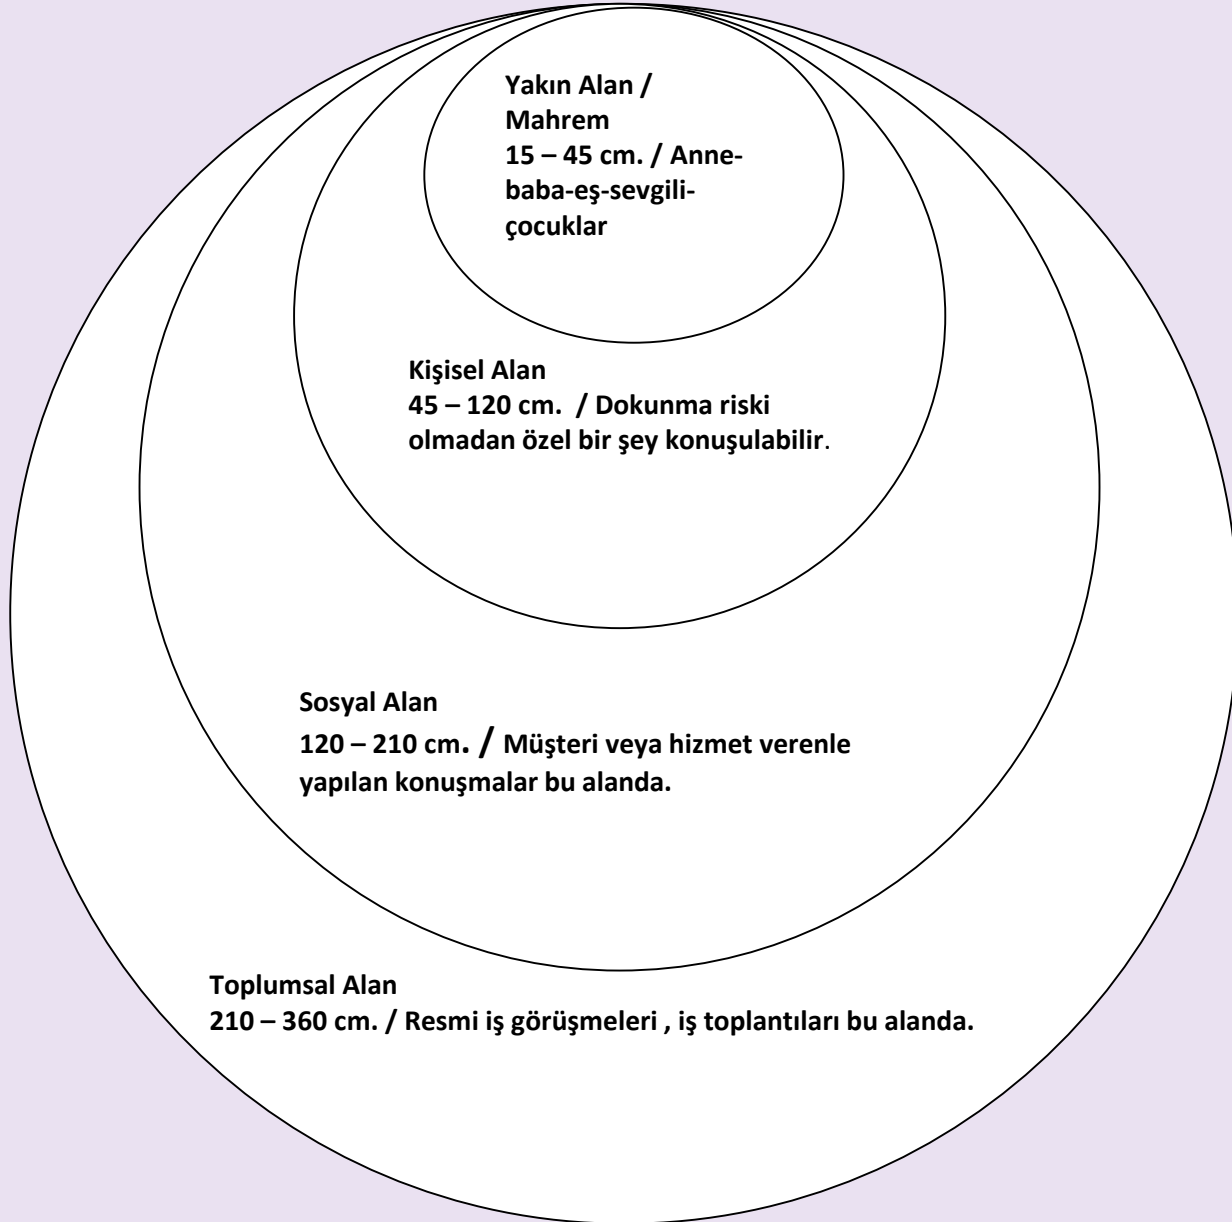 Yakın Alan /
Mahrem
15 – 45 cm. / Anne-
baba-eş-sevgili-
çocuklar
Kişisel Alan
45 – 120 cm.  / Dokunma riski
olmadan özel bir şey konuşulabilir.
Sosyal Alan
120 – 210 cm. / Müşteri veya hizmet verenle
yapılan konuşmalar bu alanda.
Toplumsal Alan
210 – 360 cm. / Resmi iş görüşmeleri , iş toplantıları bu alanda.